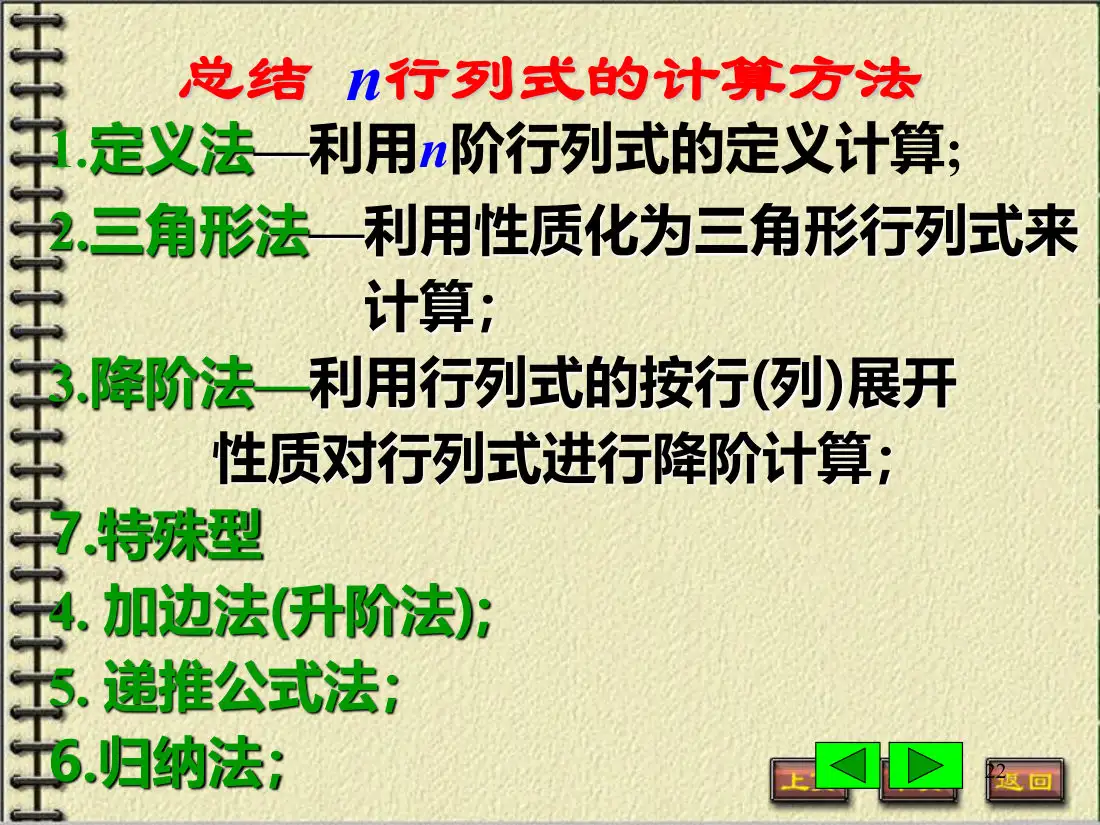 总结 n行列式的计算方法
1.定义法—利用n阶行列式的定义计算;
2.三角形法—利用性质化为三角形行列式来
计算；
3.降阶法—利用行列式的按行(列)展开
性质对行列式进行降阶计算；
7.特殊型
4. 加边法(升阶法)；
5. 递推公式法；
6.归纳法；
22
上
返回